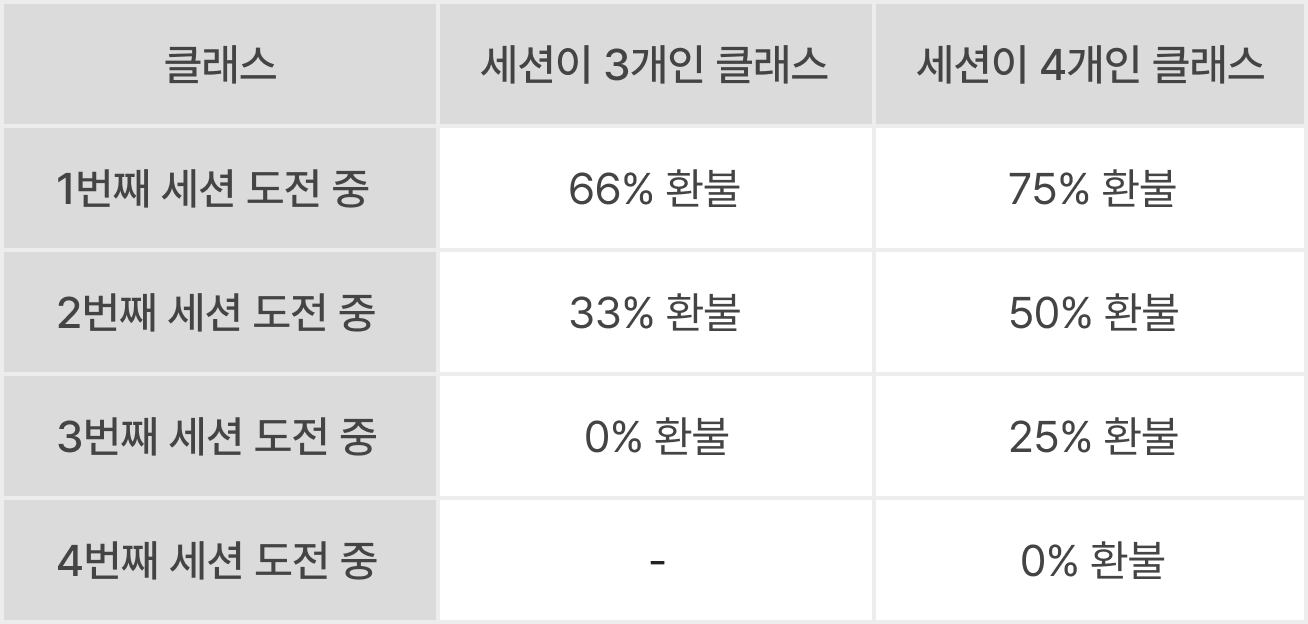 클래스 세션이 3개인 클래스 세션이 4개인 클래스
1번째 세션 도전 중 66% 환불 75% 환불
2번째 세션 도전 중 33% 환불 50% 환불
3번째 세션 도전 중 0% 환불 25% 환불
4번째 세션 도전 중 - 0% 환불